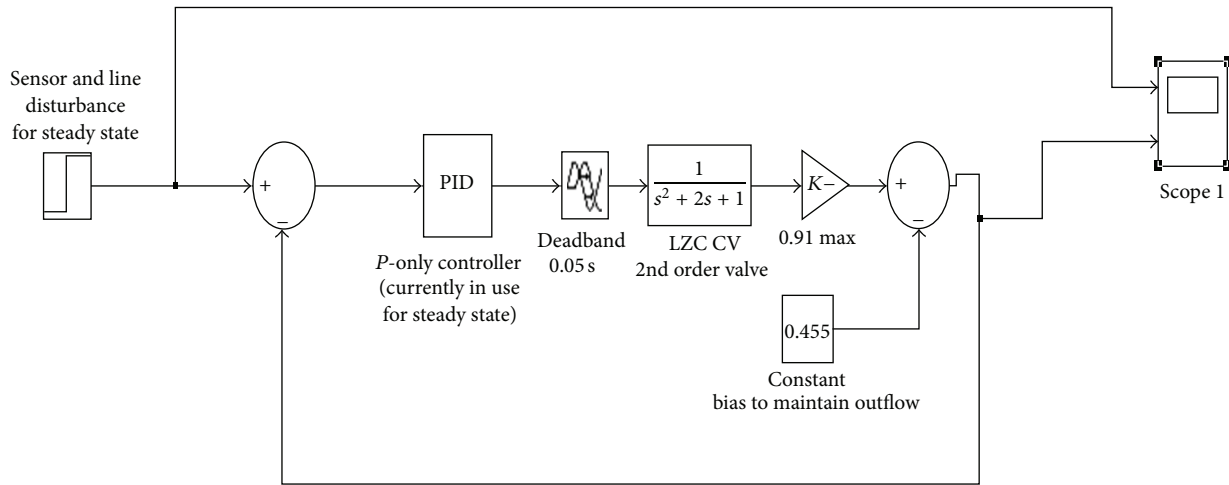 Sensor and line
disturbance
for steady state
+
−
PID
P-only controller
(currently in use
for steady state)
Deadband
0.05 s
1
s² + 2s + 1
LZC CV
2nd order valve
K−
0.91 max
+
−
0.455
Constant
bias to maintain outflow
Scope 1